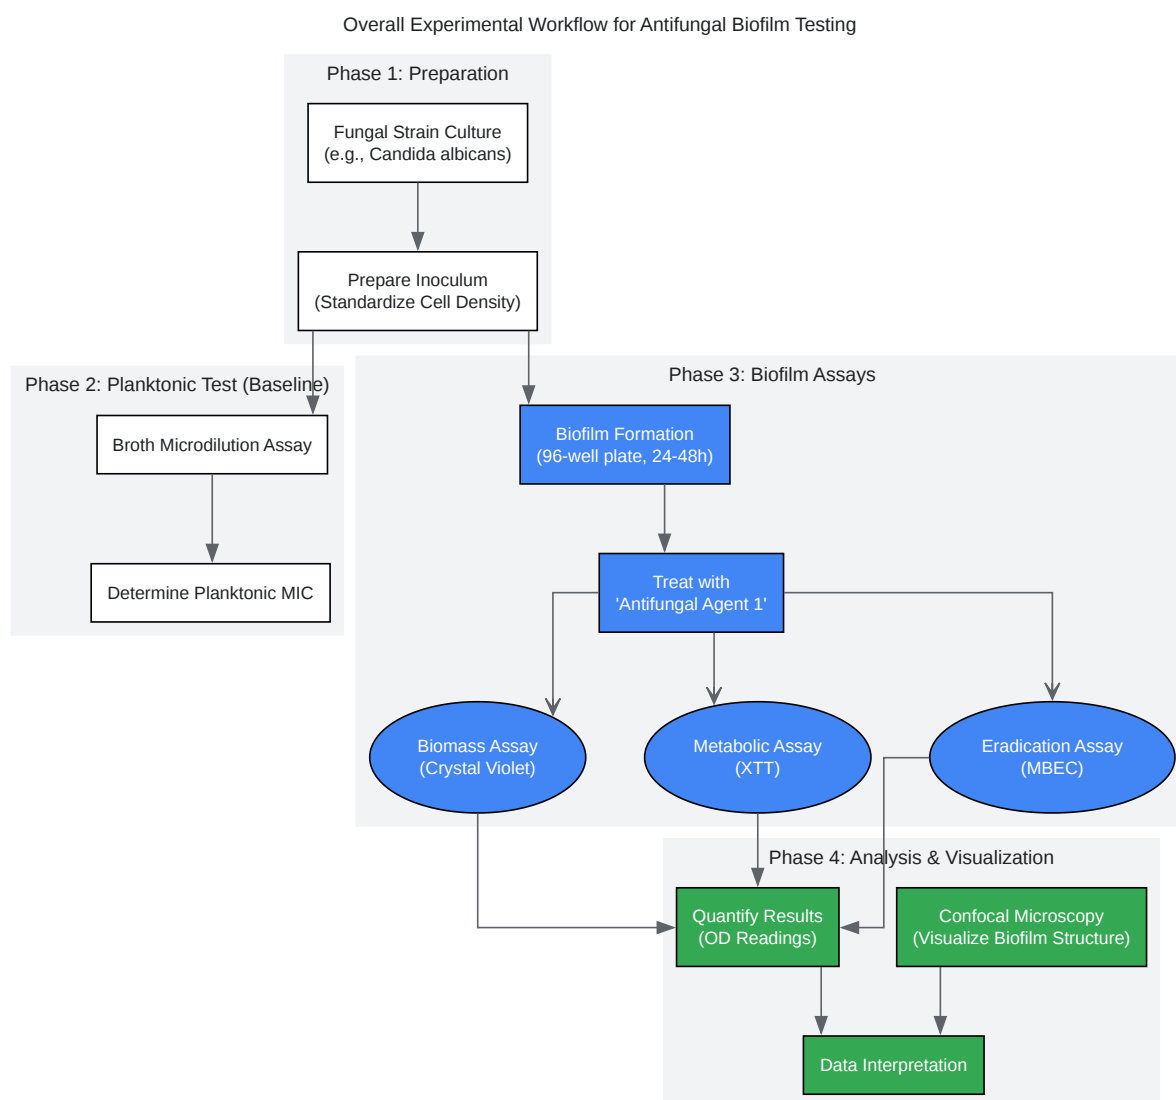 Overall Experimental Workflow for Antifungal Biofilm Testing
Phase 1: Preparation
Fungal Strain Culture
(e.g., Candida albicans)
Prepare Inoculum
(Standardize Cell Density)
Phase 2: Planktonic Test (Baseline)
Broth Microdilution Assay
Determine Planktonic MIC
Phase 3: Biofilm Assays
Biofilm Formation
(96-well plate, 24-48h)
Treat with
'Antifungal Agent 1'
Biomass Assay
(Crystal Violet)
Metabolic Assay
(XTT)
Eradication Assay
(MBEC)
Phase 4: Analysis & Visualization
Quantify Results
(OD Readings)
Confocal Microscopy
(Visualize Biofilm Structure)
Data Interpretation